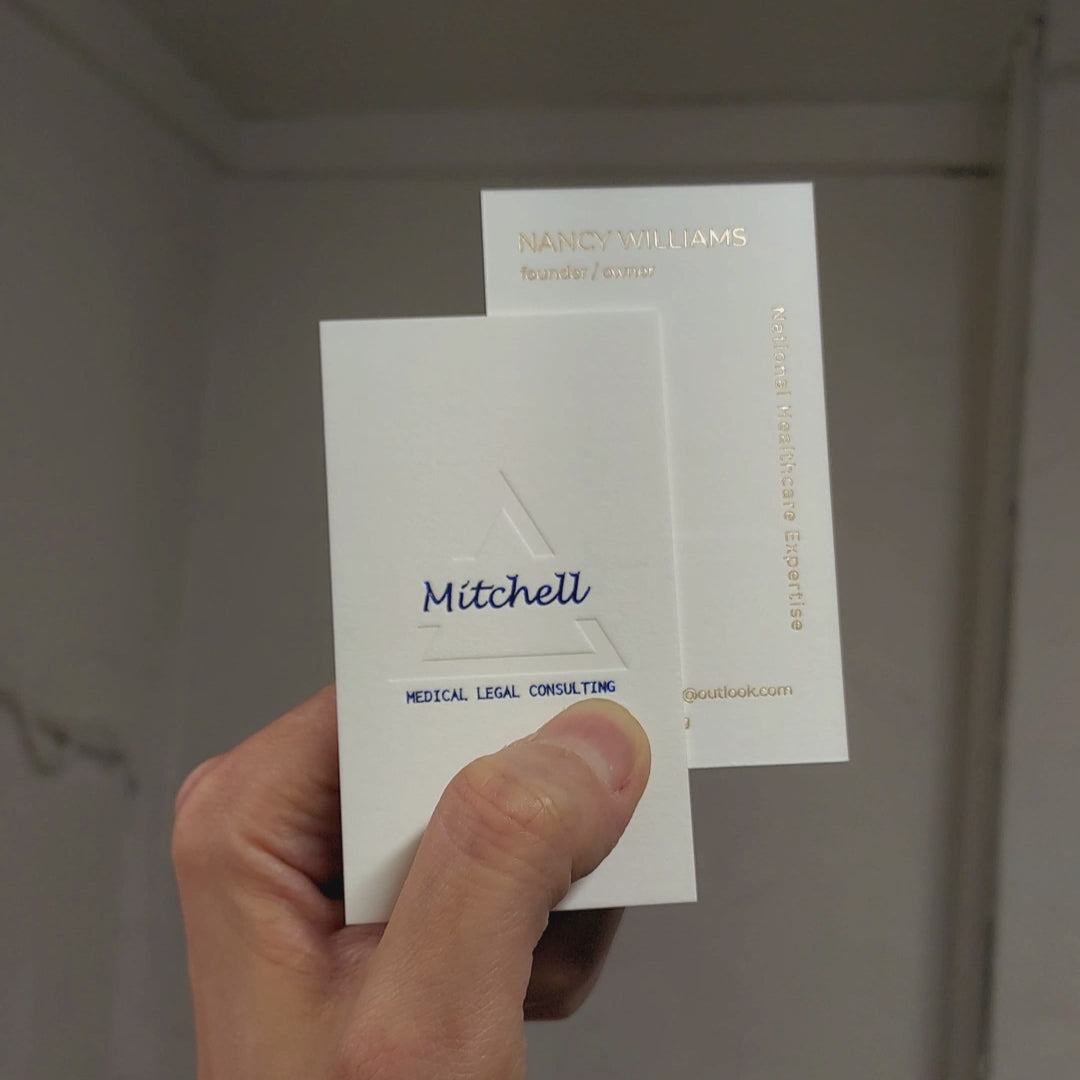 NANCY WILLIAMS
founder / owner
National Healthcare Expertise
@outlook.com
g
Mitchell
MEDICAL LEGAL CONSULTING